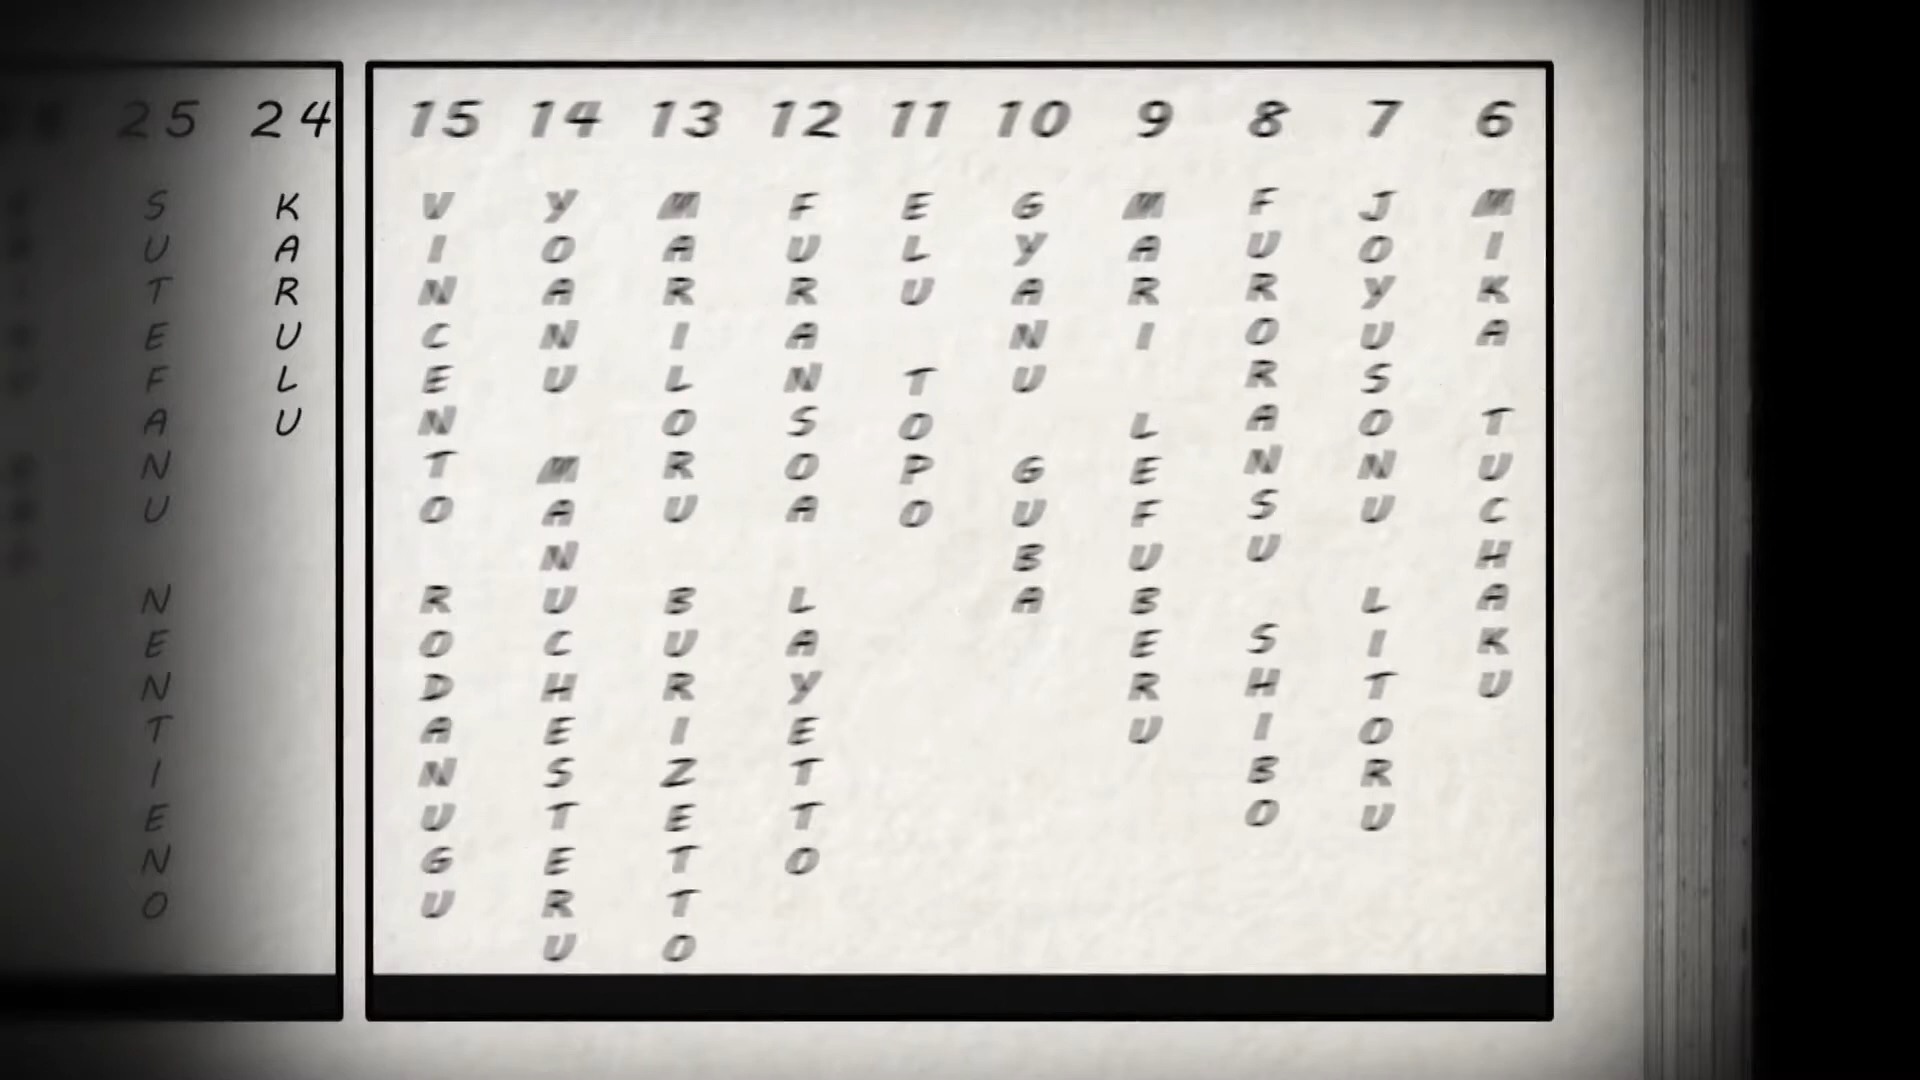 25 24 15 14 13 12 11 10 9 8 7 6
SUTEFANU NENTIENO
KARULU
VINCENTO RODANUGU
YOANU MANUCHESTERU
MARILORU BURIZETTO
FURANSOA LAYETTO
ELU TOPO
GYANU GUBA
MARI LEFUBERU
FURORANSU SHIBO
JOYUSONU LITORU
MIKA TUCHAKU